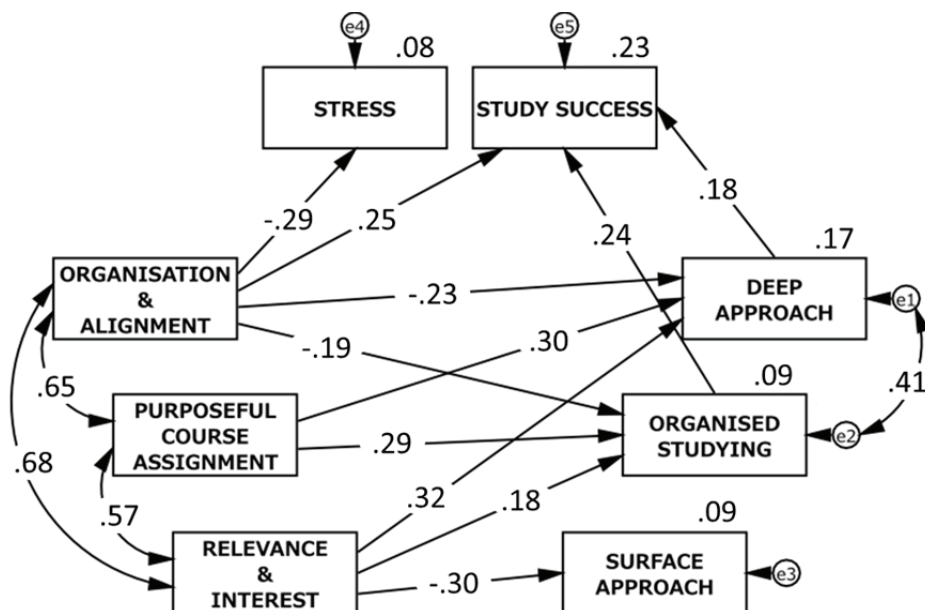 e4
e5
.08
.23
STRESS
STUDY SUCCESS
-.29
.25
.18
.24
.17
ORGANISATION
&
ALIGNMENT
-.23
DEEP
APPROACH
e1
-.19
.30
.65
.09
.41
PURPOSEFUL
COURSE
ASSIGNMENT
.29
ORGANISED
STUDYING
e2
.68
.57
.32
.18
.09
RELEVANCE
&
INTEREST
-.30
SURFACE
APPROACH
e3